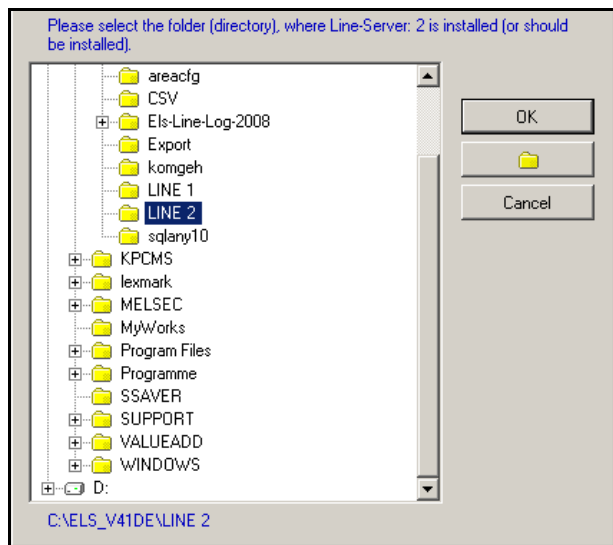 Please select the folder (directory), where Line-Server: 2 is installed (or should
be installed).
areacfg
CSV
Els-Line-Log-2008
Export
komgeh
LINE 1
LINE 2
sqlany10
KPCMS
lexmark
MELSEC
MyWorks
Program Files
Programme
SSAVER
SUPPORT
VALUEADD
WINDOWS
D:
OK
Cancel
C:\ELS_V41DE\LINE 2